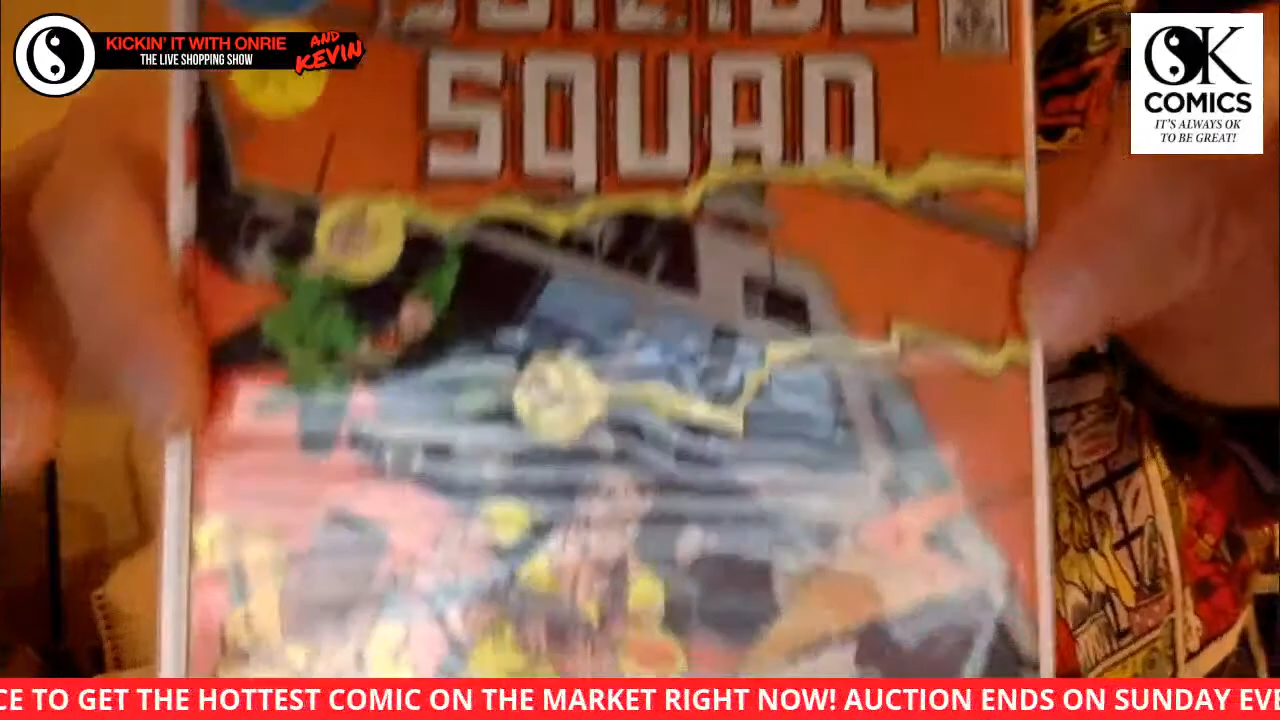 KICKIN' IT WITH ONRIE
AND
KEVIN
THE LIVE SHOPPING SHOW
OK
COMICS
IT'S ALWAYS OK
TO BE GREAT!
SUICIDE
SQUAD
CE TO GET THE HOTTEST COMIC ON THE MARKET RIGHT NOW! AUCTION ENDS ON SUNDAY EVE